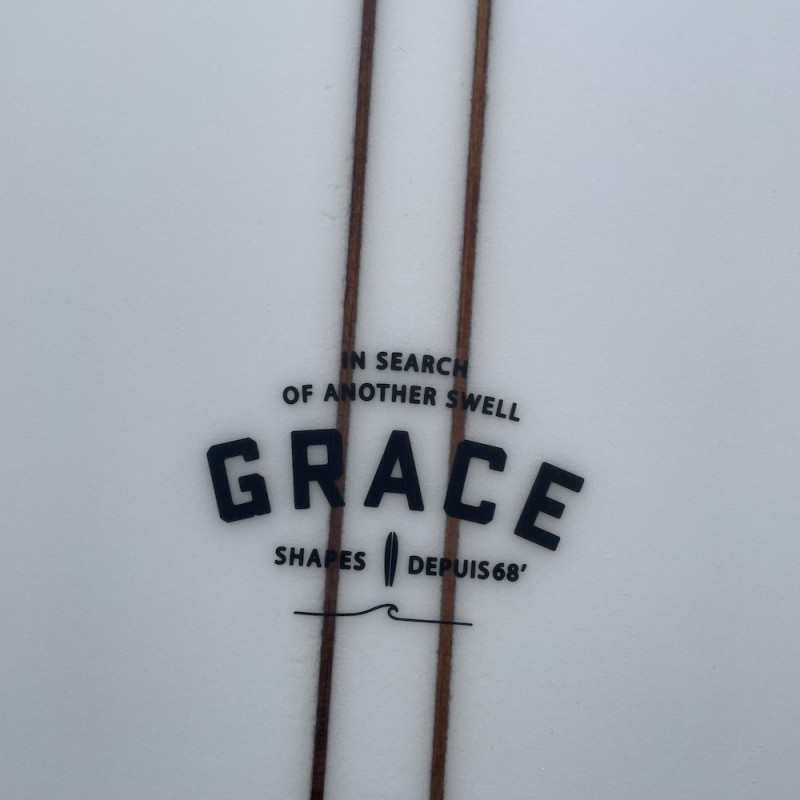 IN SEARCH
OF ANOTHER SWELL
GRACE
SHAPES DEPUIS68'